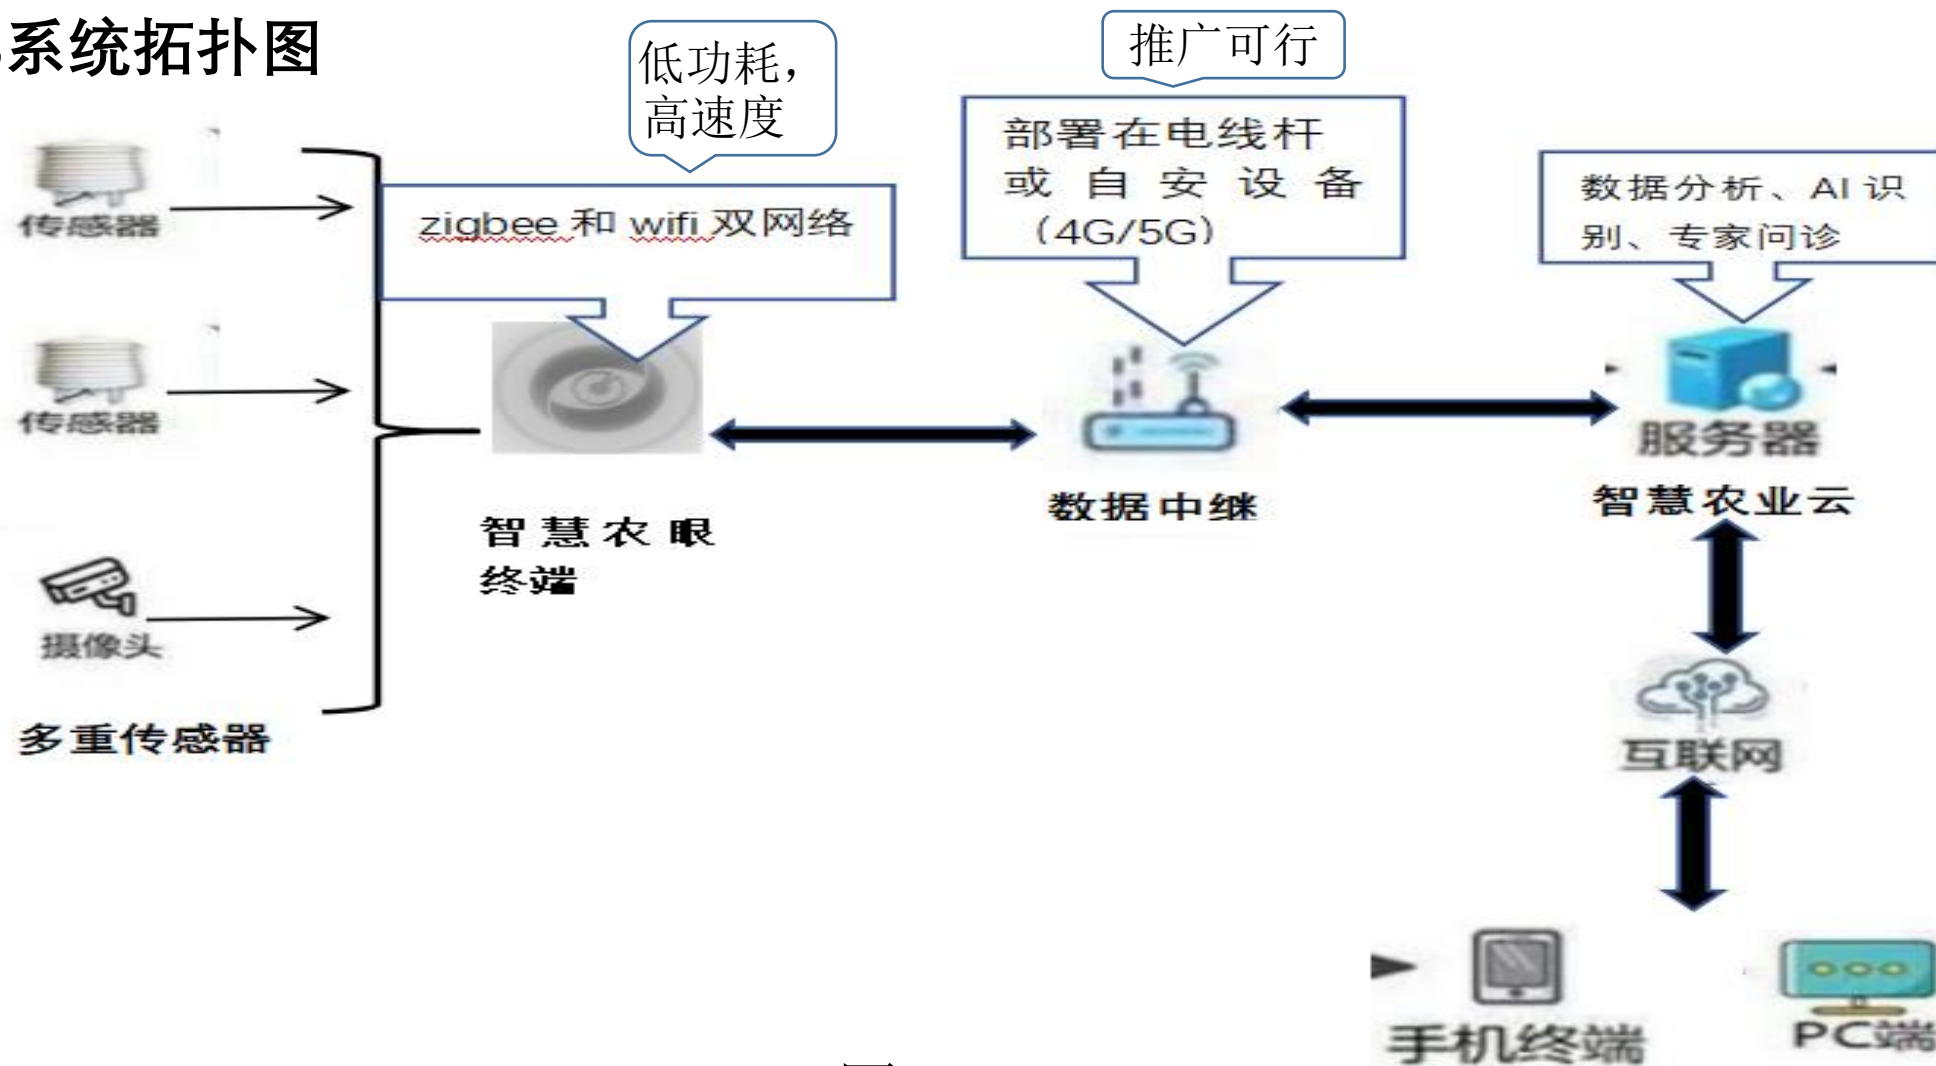 系统拓扑图
低功耗，
高速度
推广可行
部署在电线杆
或自安设备
（4G/5G）
zigbee 和 wifi 双网络
数据分析、AI 识
别、专家问诊
传感器
传感器
摄像头
多重传感器
智慧农眼
终端
数据中继
服务器
智慧农业云
互联网
手机终端
PC端